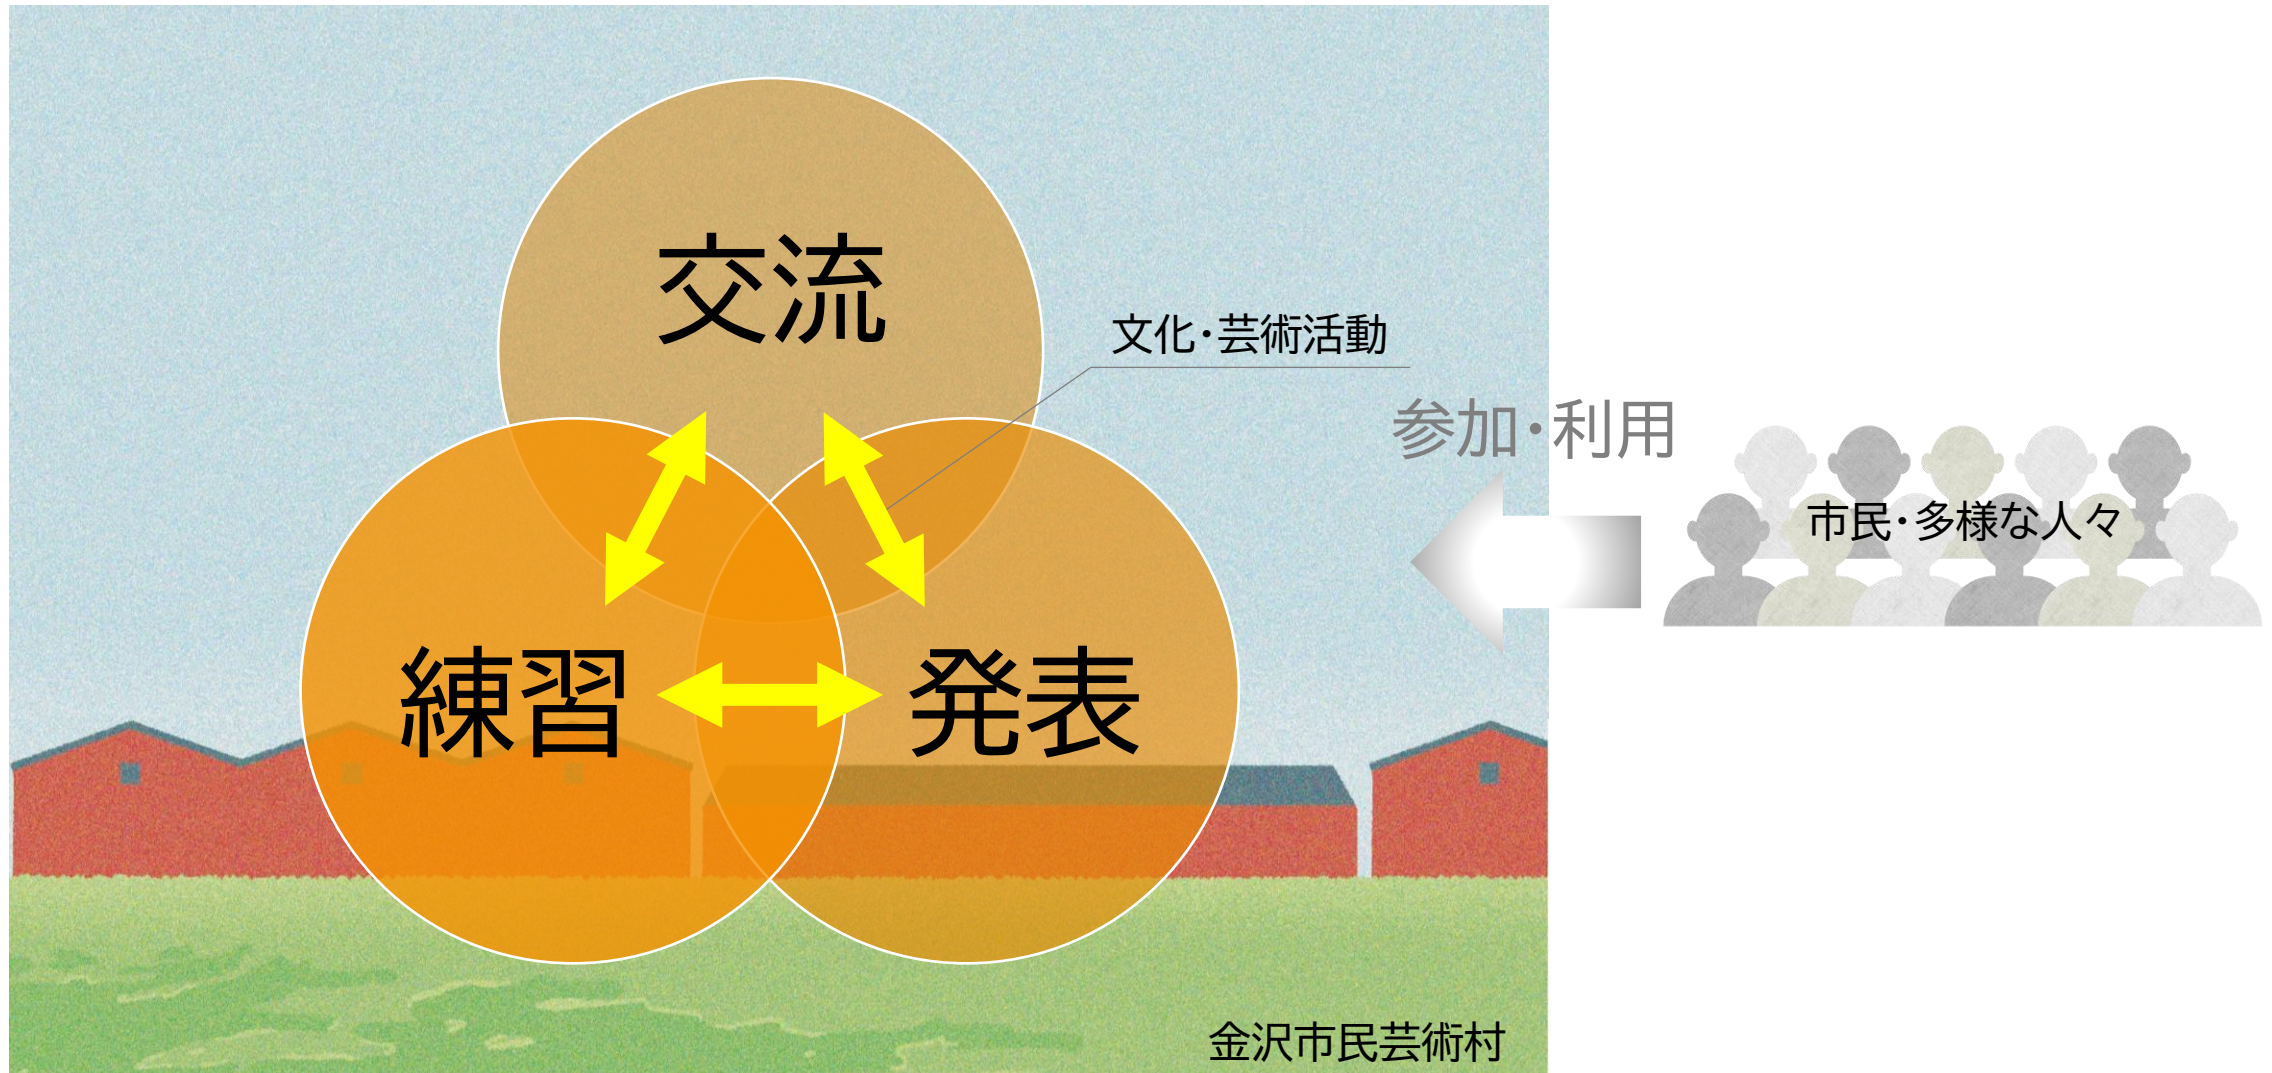 交流
文化・芸術活動
参加・利用
市民・多様な人々
練習
発表
金沢市民芸術村